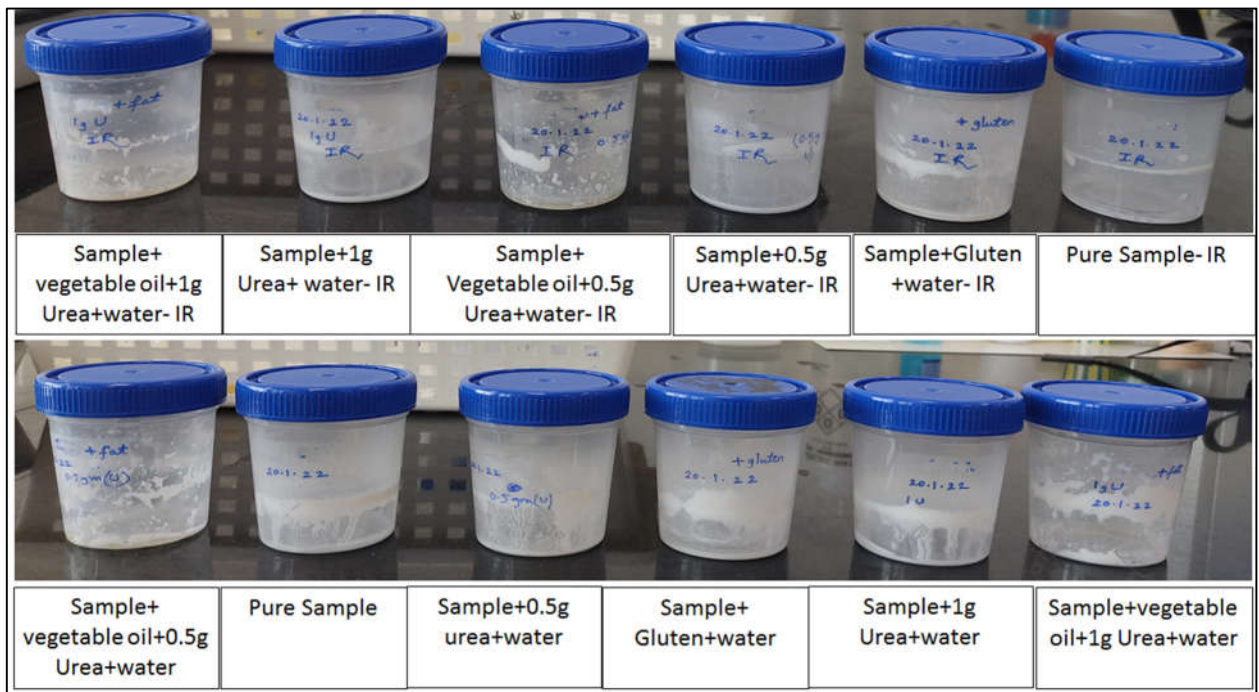 + fat
1g U
IR
20.1.22
1g U
IR
+ fat
20.1.22
IR
20.1.22
IR
+ gluten
20.1.22
IR
20.1.22
IR
Sample+
vegetable oil+1g
Urea+water- IR
Sample+1g
Urea+ water- IR
Sample+
Vegetable oil+0.5g
Urea+water- IR
Sample+0.5g
Urea+water- IR
Sample+Gluten
+water- IR
Pure Sample- IR
+ fat
20.1.22
0.5gm(U)
+gluten
20.1.22
20.1.22
1U
+fat
1g U
20.1.22
Sample+
vegetable oil+0.5g
Urea+water
Pure Sample
Sample+0.5g
urea+water
Sample+
Gluten+water
Sample+1g
Urea+water
Sample+vegetable
oil+1g Urea+water